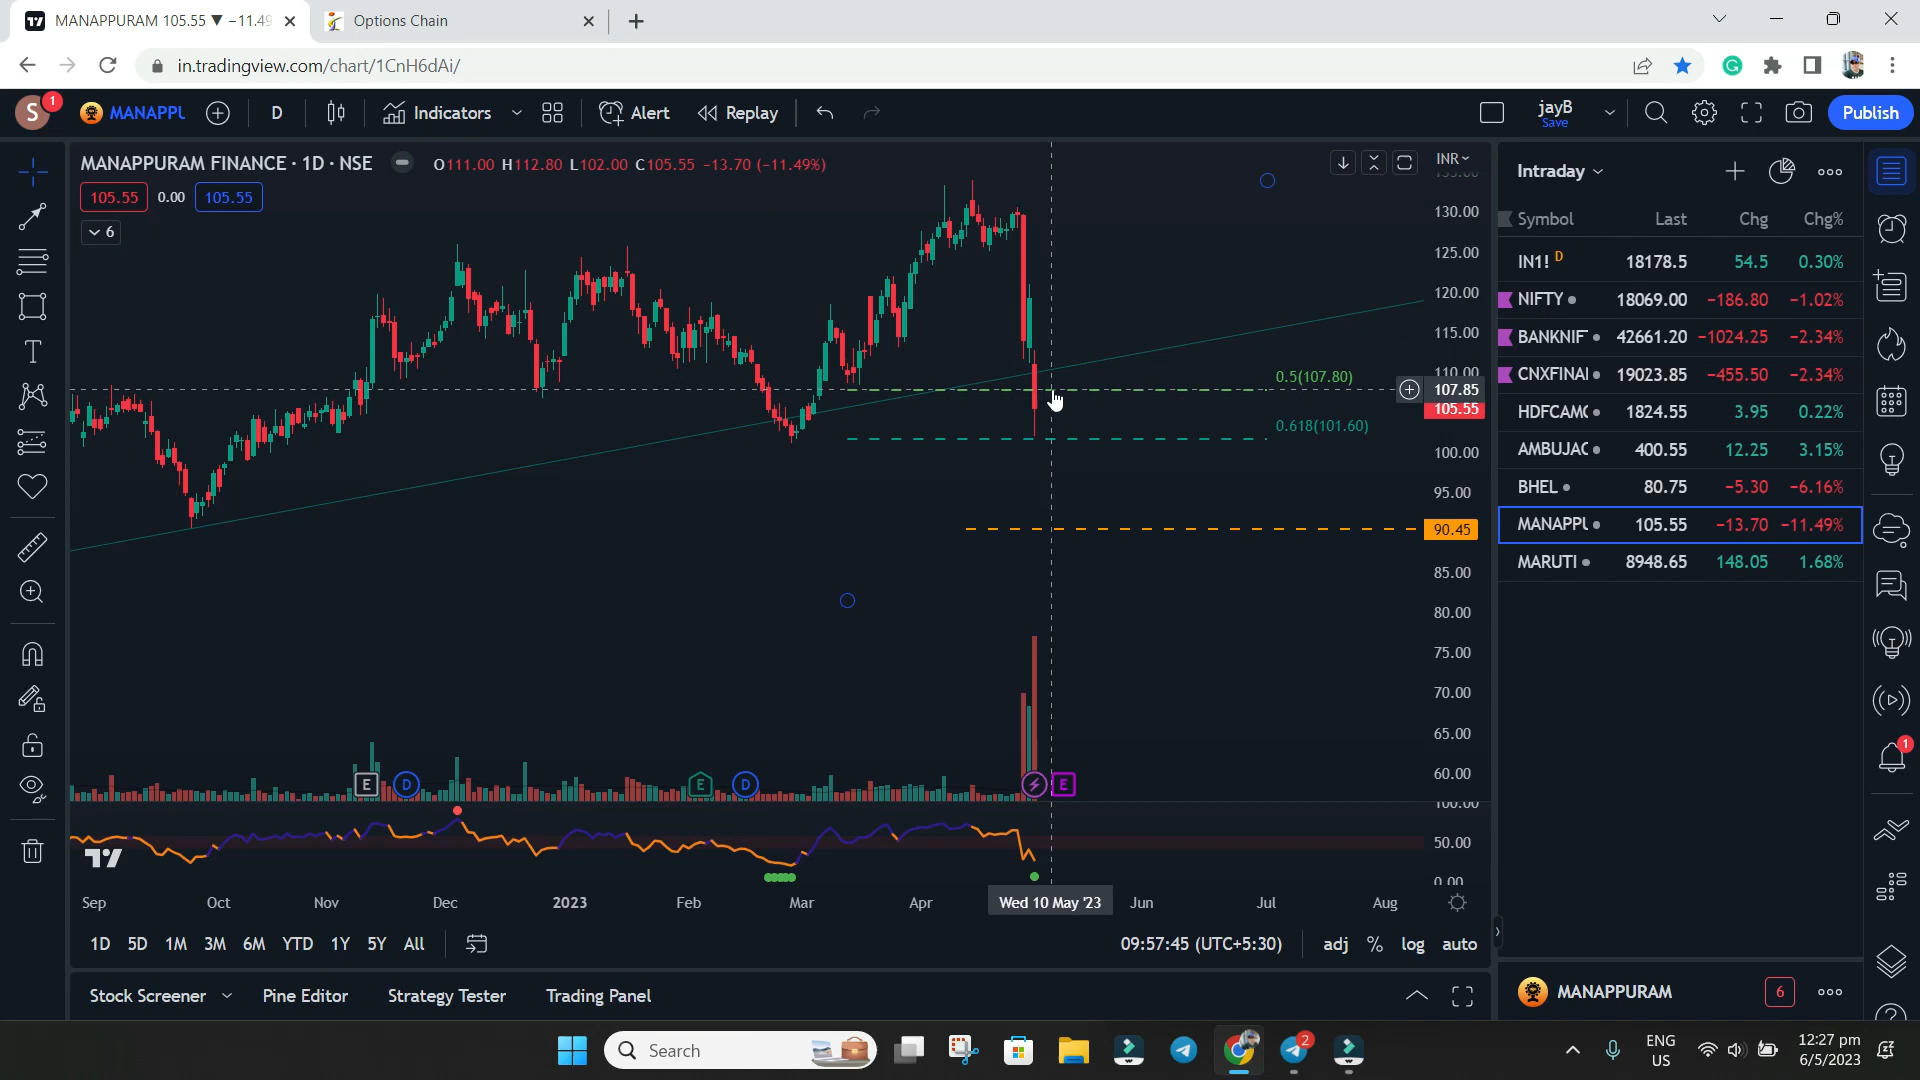 MANAPPURAM 105.55 ▼ −11.49
Options Chain
in.tradingview.com/chart/1CnH6dAi/
S
1
MANAPPU
D
Indicators
Alert
Replay
jayB
Save
Publish
MANAPPURAM FINANCE · 1D · NSE
O111.00 H112.80 L102.00 C105.55 −13.70 (−11.49%)
105.55
0.00
105.55
6
INR
130.00
125.00
120.00
115.00
110.00
107.85
105.55
100.00
95.00
90.45
85.00
80.00
75.00
70.00
65.00
60.00
0.5(107.80)
0.618(101.60)
E
D
E
D
E
100.00
50.00
0.00
Sep
Oct
Nov
Dec
2023
Feb
Mar
Apr
Wed 10 May '23
Jun
Jul
Aug
1D 5D 1M 3M 6M YTD 1Y 5Y All
09:57:45 (UTC+5:30)
adj % log auto
Stock Screener
Pine Editor
Strategy Tester
Trading Panel
Intraday
Symbol Last Chg Chg%
IN1! D 18178.5 54.5 0.30%
NIFTY 18069.00 −186.80 −1.02%
BANKNIF 42661.20 −1024.25 −2.34%
CNXFINAI 19023.85 −455.50 −2.34%
HDFCAMC 1824.55 3.95 0.22%
AMBUJAC 400.55 12.25 3.15%
BHEL 80.75 −5.30 −6.16%
MANAPPU 105.55 −13.70 −11.49%
MARUTI 8948.65 148.05 1.68%
1
MANAPPURAM
6
Search
2
ENG
US
12:27 pm
6/5/2023